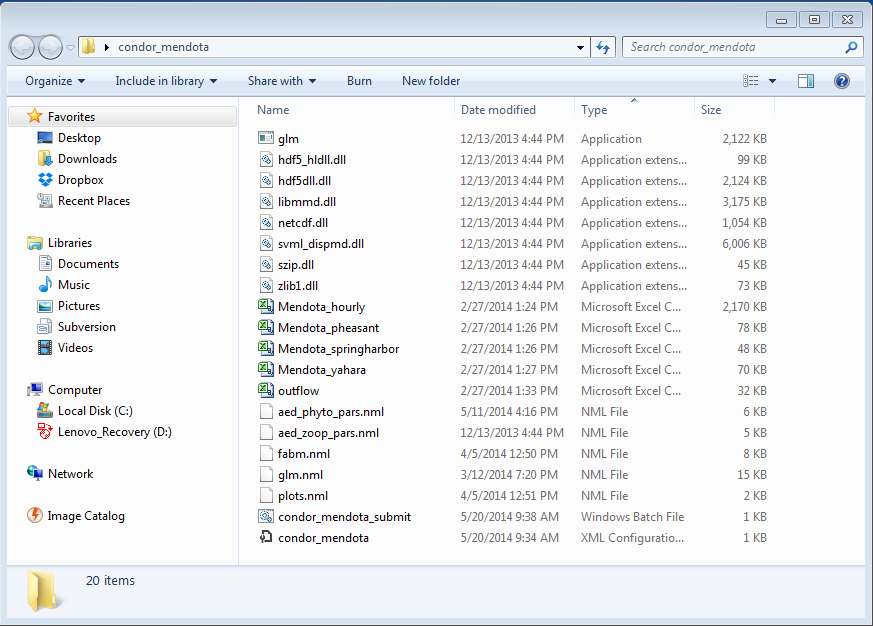 condor_mendota
Search condor_mendota
Organize Include in library Share with Burn New folder
Favorites
Desktop
Downloads
Dropbox
Recent Places
Libraries
Documents
Music
Pictures
Subversion
Videos
Computer
Local Disk (C:)
Lenovo_Recovery (D:)
Network
Image Catalog
Name Date modified Type Size
glm 12/13/2013 4:44 PM Application 2,122 KB
hdf5_hldll.dll 12/13/2013 4:44 PM Application extens... 99 KB
hdf5dll.dll 12/13/2013 4:44 PM Application extens... 2,124 KB
libmmd.dll 12/13/2013 4:44 PM Application extens... 3,175 KB
netcdf.dll 12/13/2013 4:44 PM Application extens... 1,054 KB
svml_dispmd.dll 12/13/2013 4:44 PM Application extens... 6,006 KB
szip.dll 12/13/2013 4:44 PM Application extens... 45 KB
zlib1.dll 12/13/2013 4:44 PM Application extens... 73 KB
Mendota_hourly 2/27/2014 1:24 PM Microsoft Excel C... 2,170 KB
Mendota_pheasant 2/27/2014 1:26 PM Microsoft Excel C... 78 KB
Mendota_springharbor 2/27/2014 1:26 PM Microsoft Excel C... 48 KB
Mendota_yahara 2/27/2014 1:27 PM Microsoft Excel C... 70 KB
outflow 2/27/2014 1:33 PM Microsoft Excel C... 32 KB
aed_phyto_pars.nml 5/11/2014 4:16 PM NML File 6 KB
aed_zoop_pars.nml 12/13/2013 4:44 PM NML File 5 KB
fabm.nml 4/5/2014 12:50 PM NML File 8 KB
glm.nml 3/12/2014 7:20 PM NML File 15 KB
plots.nml 4/5/2014 12:51 PM NML File 2 KB
condor_mendota_submit 5/20/2014 9:38 AM Windows Batch File 1 KB
condor_mendota 5/20/2014 9:34 AM XML Configuratio... 1 KB
20 items